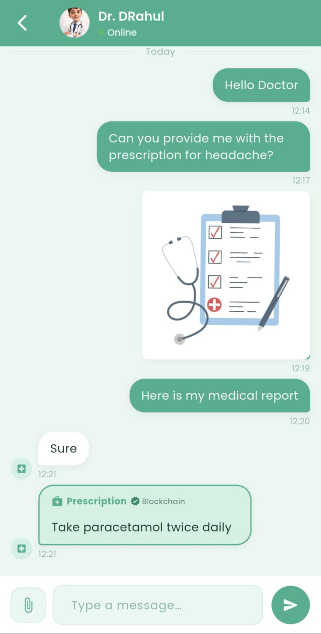 Dr. DRahul
Online
Today
Hello Doctor
12:14
Can you provide me with the
prescription for headache?
12:17
12:19
Here is my medical report
12:20
Sure
12:21
Prescription Blockchain
Take paracetamol twice daily
12:21
Type a message...